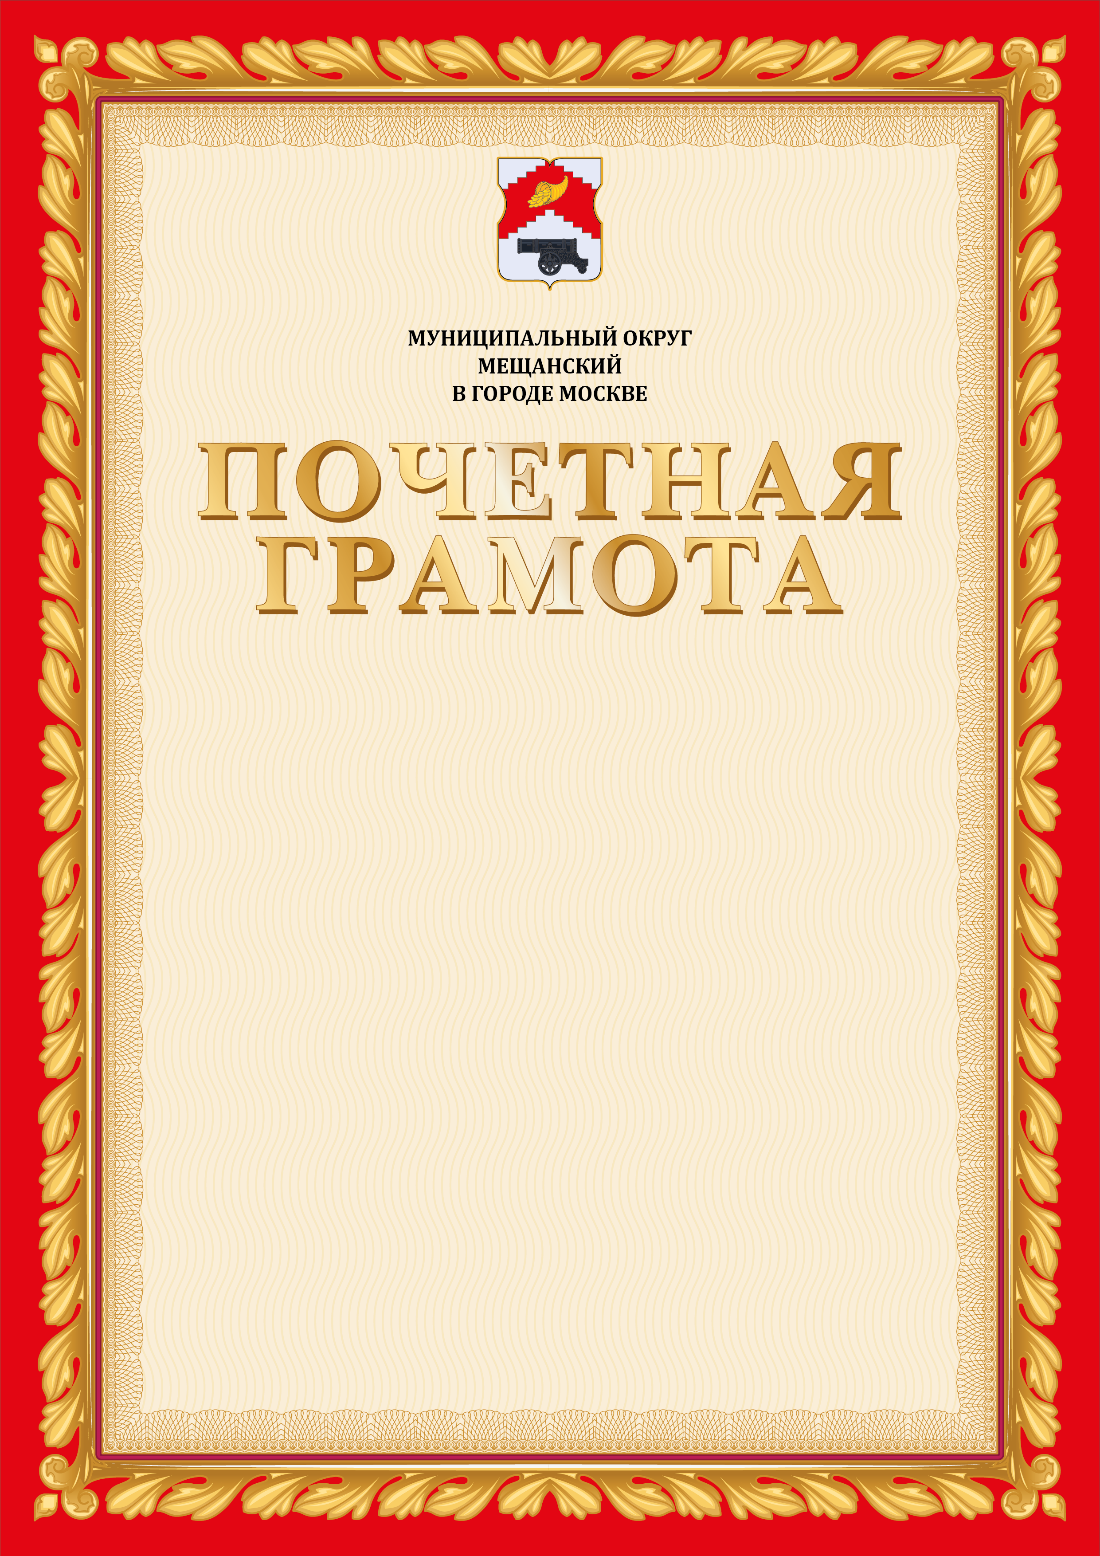 МУНИЦИПАЛЬНЫЙ ОКРУГ
МЕЩАНСКИЙ
В ГОРОДЕ МОСКВЕ
ПОЧЕТНАЯ
ГРАМОТА